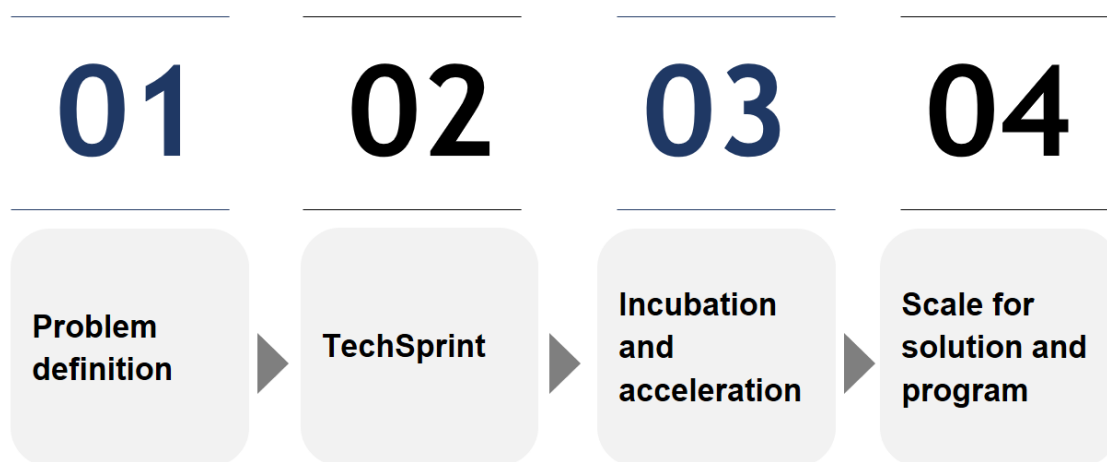 01
02
03
04
Problem
definition
TechSprint
Incubation
and
acceleration
Scale for
solution and
program